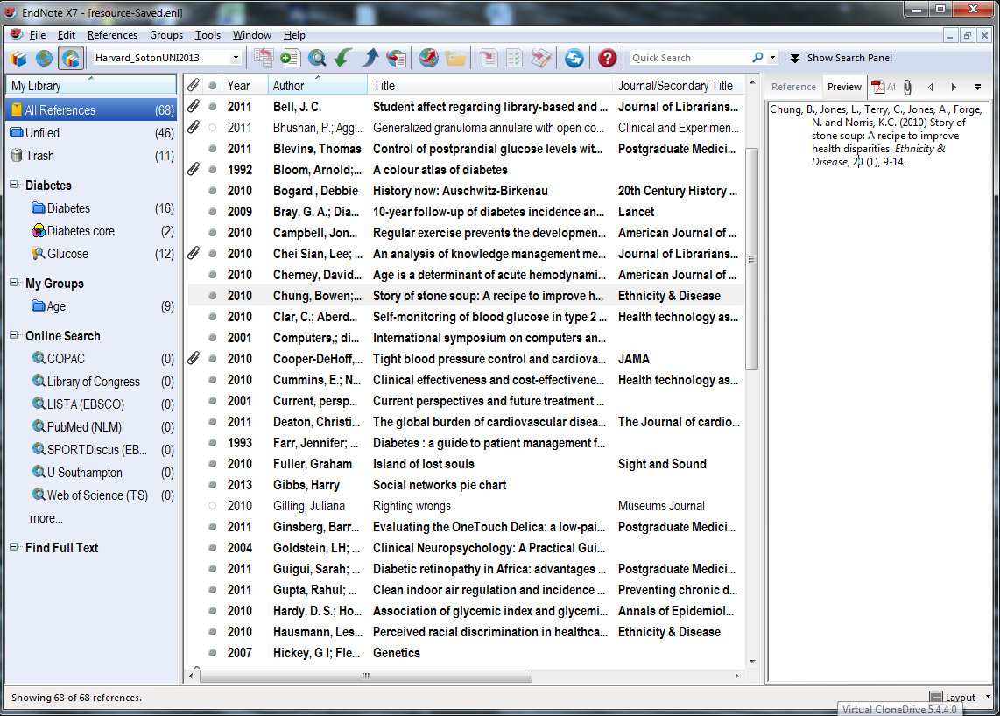 EndNote X7 - [resource-Saved.enl]
File Edit References Groups Tools Window Help
Harvard_SotonUNI2013 Quick Search Show Search Panel
My Library
All References (68)
Unfiled (46)
Trash (11)
Diabetes
Diabetes (16)
Diabetes core (2)
Glucose (12)
My Groups
Age (9)
Online Search
COPAC (0)
Library of Congress (0)
LISTA (EBSCO) (0)
PubMed (NLM) (0)
SPORTDiscus (EB... (0)
U Southampton (0)
Web of Science (TS) (0)
more...
Find Full Text
Year Author Title Journal/Secondary Title
2011 Bell, J. C. Student affect regarding library-based and ... Journal of Librarians...
2011 Bhushan, P.; Agg... Generalized granuloma annulare with open co... Clinical and Experimen...
2011 Blevins, Thomas Control of postprandial glucose levels wit... Postgraduate Medici...
1992 Bloom, Arnold;... A colour atlas of diabetes
2010 Bogard , Debbie History now: Auschwitz-Birkenau 20th Century History ...
2009 Bray, G. A.; Dia... 10-year follow-up of diabetes incidence an... Lancet
2010 Campbell, Jon... Regular exercise prevents the developmen... American Journal of ...
2010 Chei Sian, Lee; ... An analysis of knowledge management me... Journal of Librarians...
2010 Cherney, David... Age is a determinant of acute hemodynami... American Journal of ...
2010 Chung, Bowen;... Story of stone soup: A recipe to improve h... Ethnicity & Disease
2010 Clar, C.; Aberd... Self-monitoring of blood glucose in type 2 ... Health technology as...
2001 Computers,; di... International symposium on computers an...
2010 Cooper-DeHoff,... Tight blood pressure control and cardiova... JAMA
2010 Cummins, E.; N... Clinical effectiveness and cost-effectivene... Health technology as...
2001 Current, persp... Current perspectives and future treatment ...
2011 Deaton, Christi... The global burden of cardiovascular disea... The Journal of cardio...
1993 Farr, Jennifer; ... Diabetes : a guide to patient management f...
2010 Fuller, Graham Island of lost souls Sight and Sound
2013 Gibbs, Harry Social networks pie chart
2010 Gilling, Juliana Righting wrongs Museums Journal
2011 Ginsberg, Barr... Evaluating the OneTouch Delica: a low-pai... Postgraduate Medici...
2004 Goldstein, LH; ... Clinical Neuropsychology: A Practical Gui...
2011 Guigui, Sarah; ... Diabetic retinopathy in Africa: advantages ... Postgraduate Medici...
2011 Gupta, Rahul; ... Clean indoor air regulation and incidence ... Preventing chronic d...
2010 Hardy, D. S.; Ho... Association of glycemic index and glycemi... Annals of Epidemiol...
2010 Hausmann, Les... Perceived racial discrimination in healthca... Ethnicity & Disease
2007 Hickey, G I; Fle... Genetics
Reference Preview At
Chung, B., Jones, L., Terry, C., Jones, A., Forge,
N. and Norris, K.C. (2010) Story of
stone soup: A recipe to improve
health disparities. Ethnicity &
Disease, 20 (1), 9-14.
Showing 68 of 68 references.
Layout
Virtual CloneDrive 5.4.4.0